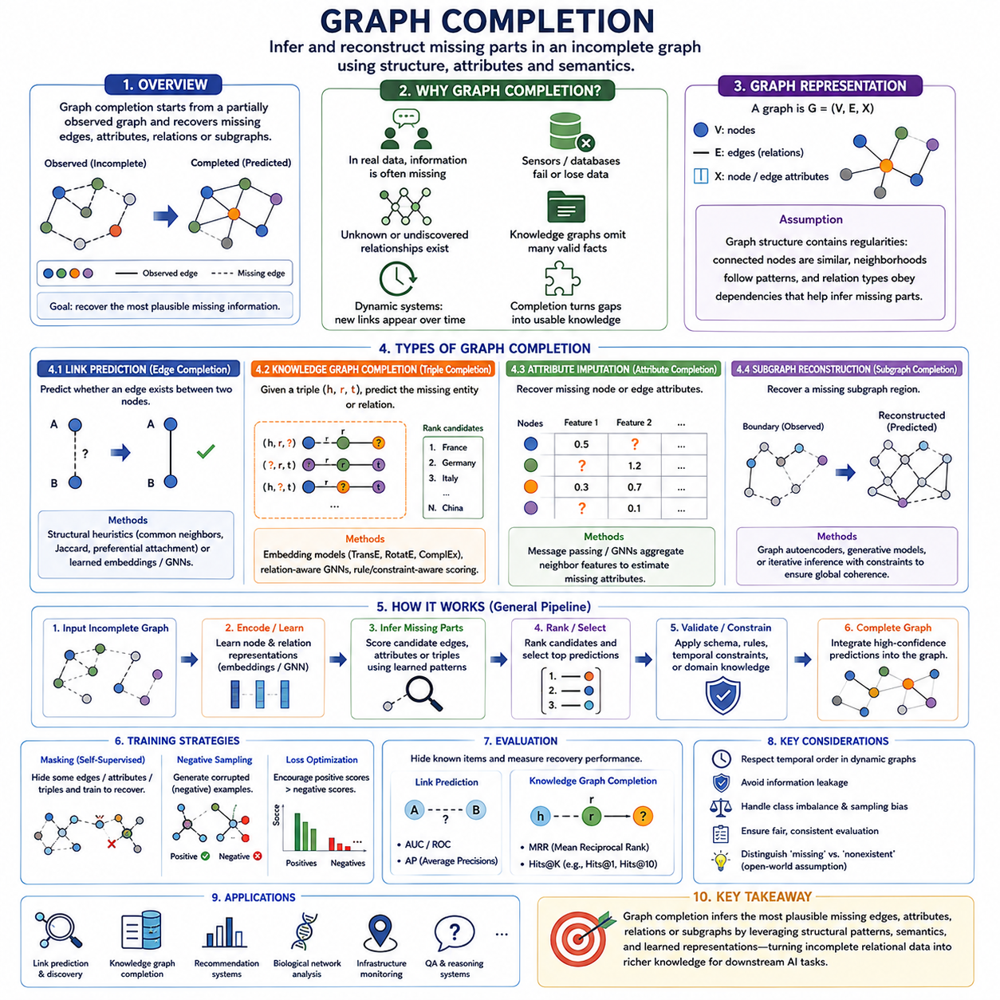 GRAPH COMPLETION
Infer and reconstruct missing parts in an incomplete graph
using structure, attributes and semantics.
1. OVERVIEW
Graph completion starts from a partially
observed graph and recovers missing
edges, attributes, relations or subgraphs.
Observed (Incomplete)
Completed (Predicted)
Observed edge
Missing edge
Goal: recover the most plausible missing information.
2. WHY GRAPH COMPLETION?
In real data, information
is often missing
Sensors / databases
fail or lose data
Unknown or undiscovered
relationships exist
Knowledge graphs omit
many valid facts
Dynamic systems:
new links appear over time
Completion turns gaps
into usable knowledge
3. GRAPH REPRESENTATION
A graph is G = (V, E, X)
V: nodes
E: edges (relations)
X: node / edge attributes
Assumption
Graph structure contains regularities:
connected nodes are similar, neighborhoods
follow patterns, and relation types obey
dependencies that help infer missing parts.
4. TYPES OF GRAPH COMPLETION
4.1 LINK PREDICTION (Edge Completion)
Predict whether an edge exists between two
nodes.
A
?
B
A
B
Methods
Structural heuristics (common neighbors,
Jaccard, preferential attachment) or
learned embeddings / GNNs.
4.2 KNOWLEDGE GRAPH COMPLETION (Triple Completion)
Given a triple (h, r, t), predict the missing entity
or relation.
r
(h, r, ?) r r ?
(?, r, t) ? r r t
(h, ?, t) r ? t
...
Rank candidates
1. France
2. Germany
3. Italy
...
N. China
Methods
Embedding models (TransE, RotatE, ComplEx),
relation-aware GNNs, rule/constraint-aware scoring.
4.3 ATTRIBUTE IMPUTATION (Attribute Completion)
Recover missing node or edge attributes.
Nodes Feature 1 Feature 2 ...
0.5 ? ...
? 1.2 ...
0.3 0.7 ...
? 0.1 ...
Methods
Message passing / GNNs aggregate
neighbor features to estimate
missing attributes.
4.4 SUBGRAPH RECONSTRUCTION (Subgraph Completion)
Recover a missing subgraph region.
Boundary (Observed)
Reconstructed
(Predicted)
Methods
Graph autoencoders, generative models,
or iterative inference with constraints to
ensure global coherence.
5. HOW IT WORKS (General Pipeline)
1. Input Incomplete Graph
2. Encode / Learn
Learn node & relation
representations
(embeddings / GNN)
3. Infer Missing Parts
Score candidate edges,
attributes or triples
using learned patterns
4. Rank / Select
Rank candidates and
select top predictions
1.
2.
3.
5. Validate / Constrain
Apply schema, rules,
temporal constraints,
or domain knowledge
6. Complete Graph
Integrate high-confidence
predictions into the graph.
6. TRAINING STRATEGIES
Masking (Self-Supervised)
Hide some edges / attributes /
triples and train to recover.
Negative Sampling
Generate corrupted
(negative) examples.
Positive
Negative
Loss Optimization
Encourage positive scores
> negative scores.
Socce
...
Positives
Negatives
7. EVALUATION
Hide known items and measure recovery performance.
Link Prediction
A B
?
• AUC / ROC
• AP (Average Precisions)
Knowledge Graph Completion
r
h r ?
• MRR (Mean Reciprocal Rank)
• Hits@K (e.g., Hits@1, Hits@10)
8. KEY CONSIDERATIONS
Respect temporal order in dynamic graphs
Avoid information leakage
Handle class imbalance & sampling bias
Ensure fair, consistent evaluation
Distinguish 'missing' vs. 'nonexistent'
(open-world assumption)
9. APPLICATIONS
Link prediction
& discovery
Knowledge graph
completion
Recommendation
systems
Biological network
analysis
Infrastructure
monitoring
?
QA & reasoning
systems
...
10. KEY TAKEAWAY
Graph completion infers the most plausible missing edges, attributes,
relations or subgraphs by leveraging structural patterns, semantics,
and learned representations—turning incomplete relational data into
richer knowledge for downstream AI tasks.